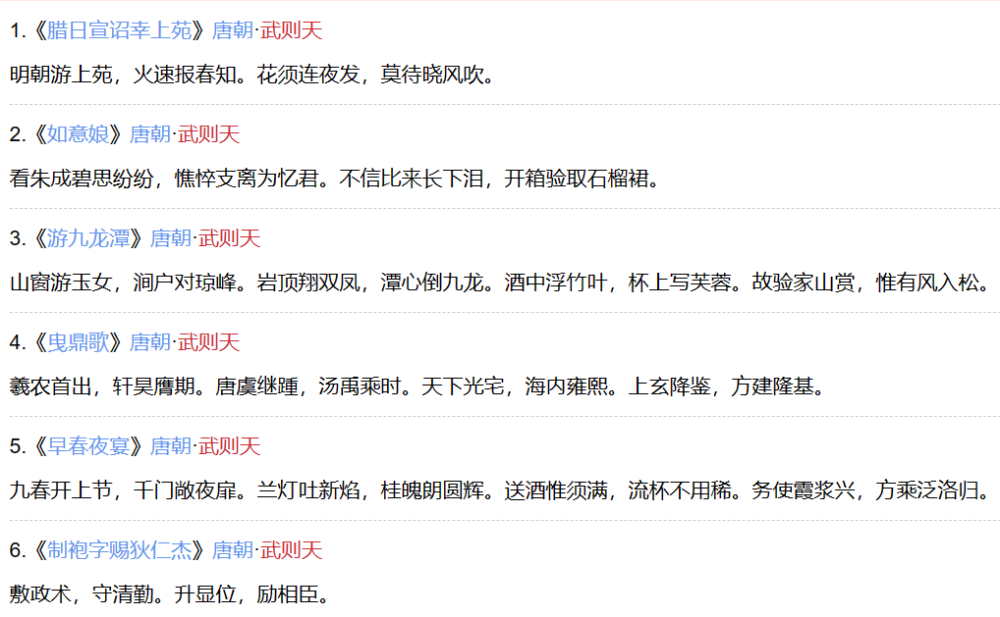 1.《腊日宣诏幸上苑》唐朝·武则天
明朝游上苑，火速报春知。花须连夜发，莫待晓风吹。
2.《如意娘》唐朝·武则天
看朱成碧思纷纷，憔悴支离为忆君。不信比来长下泪，开箱验取石榴裙。
3.《游九龙潭》唐朝·武则天
山窗游玉女，涧户对琼峰。岩顶翔双凤，潭心倒九龙。酒中浮竹叶，杯上写芙蓉。故验家山赏，惟有风入松。
4.《曳鼎歌》唐朝·武则天
羲农首出，轩昊膺期。唐虞继踵，汤禹乘时。天下光宅，海内雍熙。上玄降鉴，方建隆基。
5.《早春夜宴》唐朝·武则天
九春开上节，千门敞夜扉。兰灯吐新焰，桂魄朗圆辉。送酒惟须满，流杯不用稀。务使霞浆兴，方乘泛洛归。
6.《制袍字赐狄仁杰》唐朝·武则天
敷政术，守清勤。升显位，励相臣。